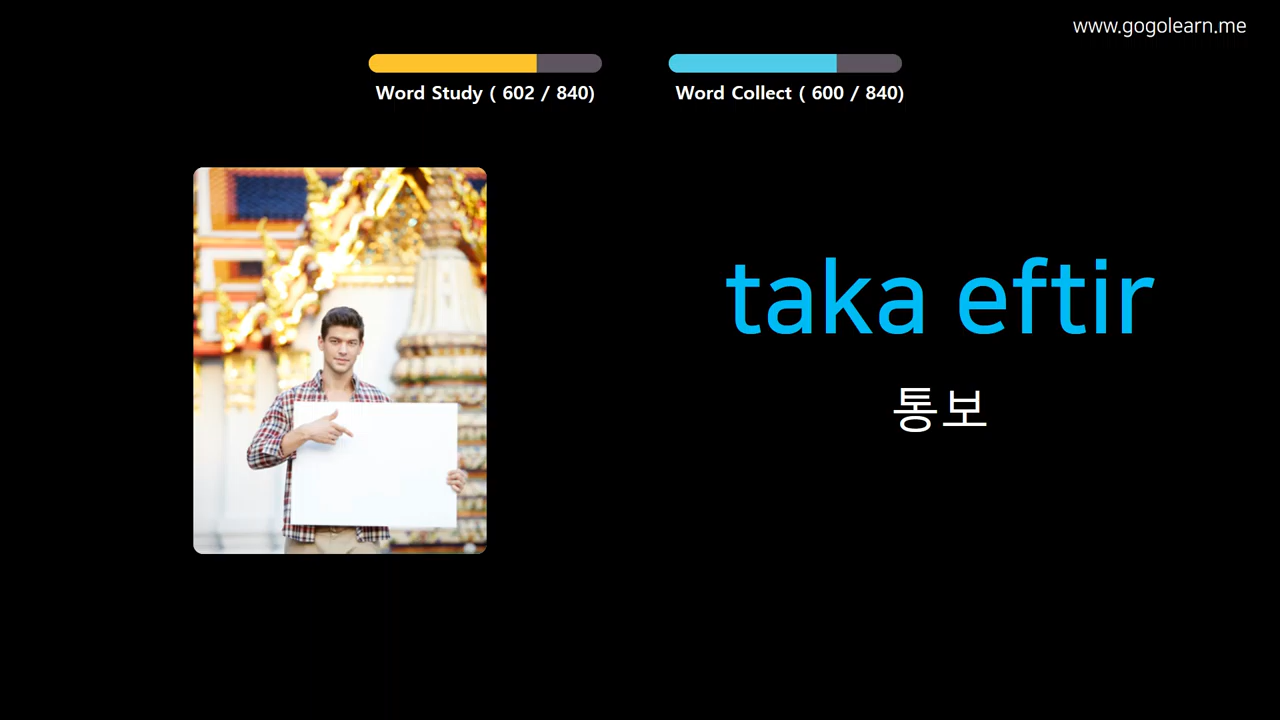 www.gogolearn.me
Word Study ( 602 / 840)
Word Collect ( 600 / 840)
taka eftir
통보